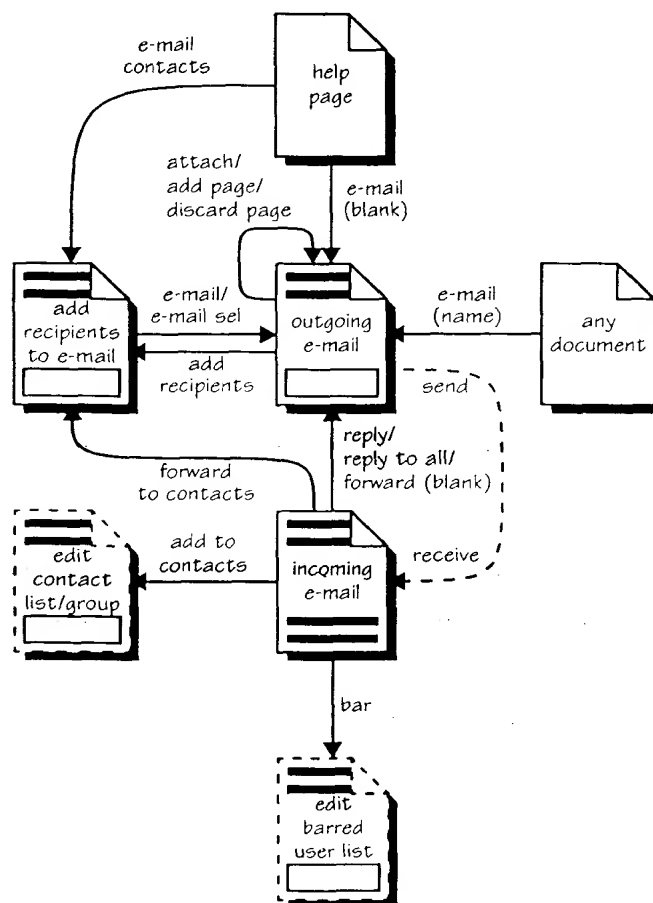 e-mail
contacts
help
page
attach/
add page/
discard page
e-mail
(blank)
add
recipients
to e-mail
e-mail/
e-mail sel
add
recipients
outgoing
e-mail
e-mail
(name)
any
document
send
reply/
reply to all/
forward (blank)
forward
to contacts
edit
contact
list/group
add to
contacts
incoming
e-mail
receive
bar
edit
barred
user list